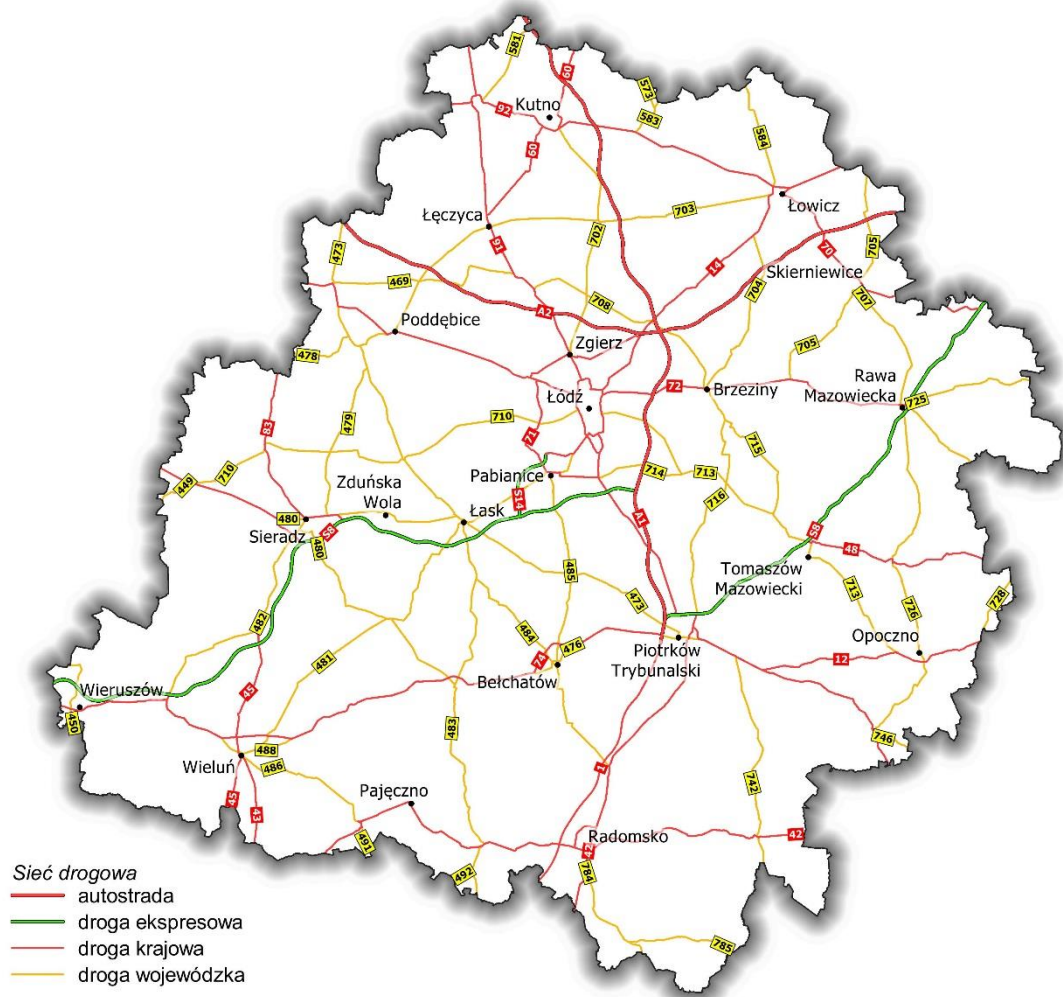 581
60
573
92
Kutno
583
584
60
Łęczyca
703
Łowicz
91
702
473
14
70
705
469
Skierniewice
704
708
707
A2
Poddębice
Zgierz
705
478
72
Brzeziny
Rawa
Mazowiecka
725
Łódź
479
710
83
71
715
710
449
Zduńska
Wola
Pabianice
714
713
716
S14
Łask
480
Sieradz
S8
480
A1
S8
48
Tomaszów
Mazowiecki
485
473
713
726
728
482
484
476
Opoczno
Piotrków
Trybunalski
12
481
74
Bełchatów
Wieruszów
450
45
483
746
488
Wieluń
486
1
742
45
43
Pajęczno
491
Radomsko
42
42
492
784
785
Sieć drogowa
autostrada
droga ekspresowa
droga krajowa
droga wojewódzka